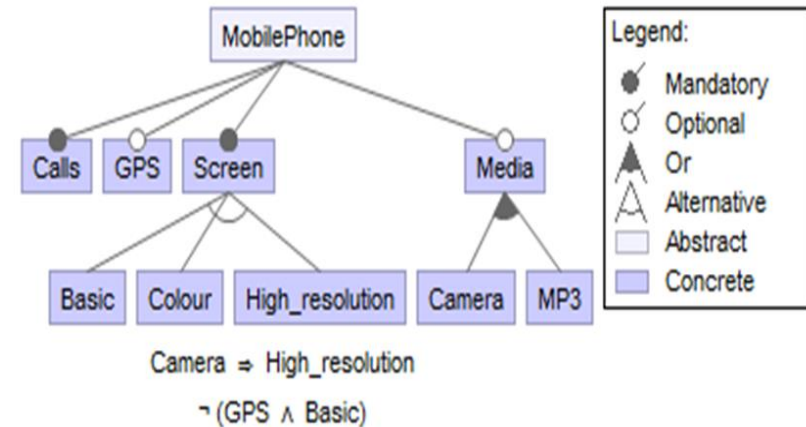 MobilePhone
Calls GPS Screen Media
Basic Colour High_resolution Camera MP3
Camera ⇒ High_resolution
¬ (GPS ∧ Basic)
Legend:
Mandatory
Optional
Or
Alternative
Abstract
Concrete